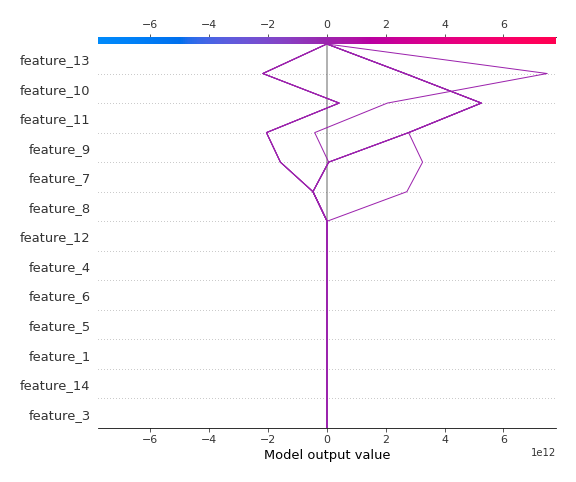 −6 −4 −2 0 2 4 6
feature_13
feature_10
feature_11
feature_9
feature_7
feature_8
feature_12
feature_4
feature_6
feature_5
feature_1
feature_14
feature_3
−6 −4 −2 0 2 4 6
1e12
Model output value